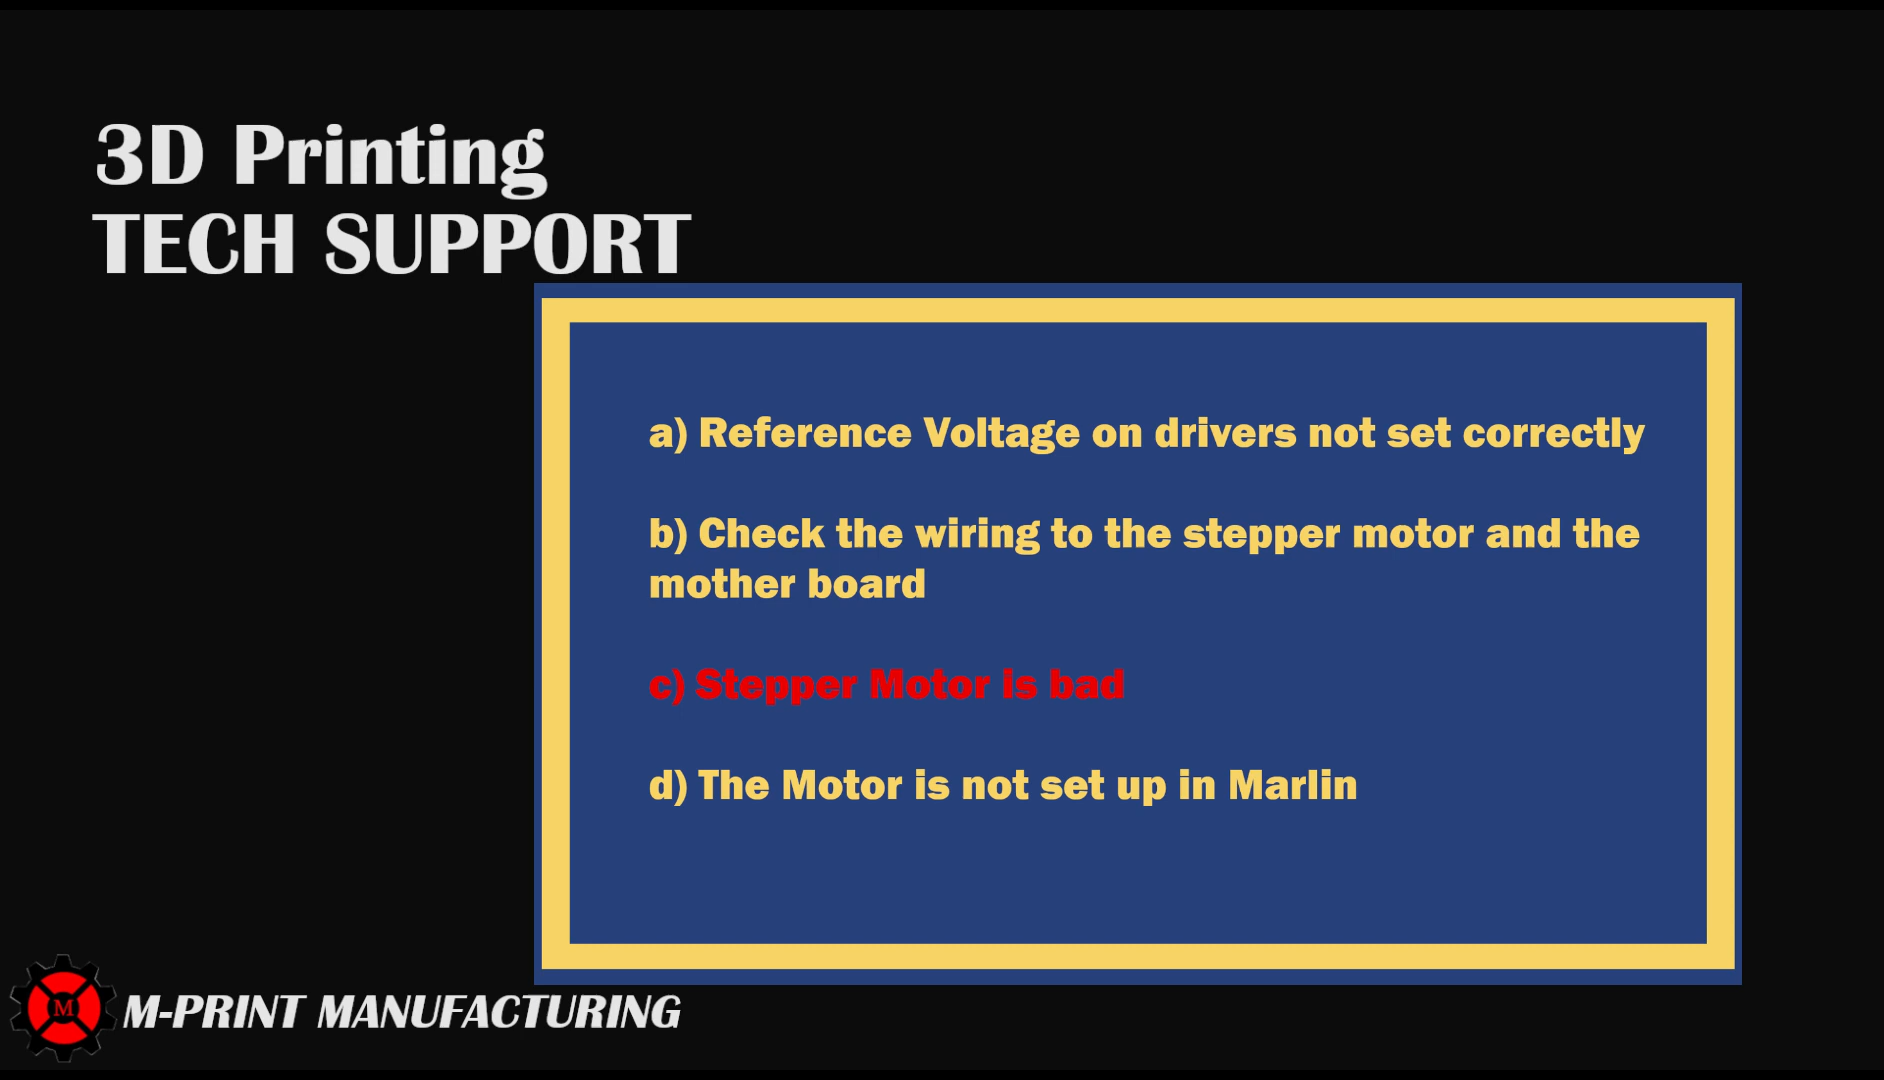 3D Printing
TECH SUPPORT
a) Reference Voltage on drivers not set correctly
b) Check the wiring to the stepper motor and the
mother board
c) Stepper Motor is bad
d) The Motor is not set up in Marlin
M
M-PRINT MANUFACTURING